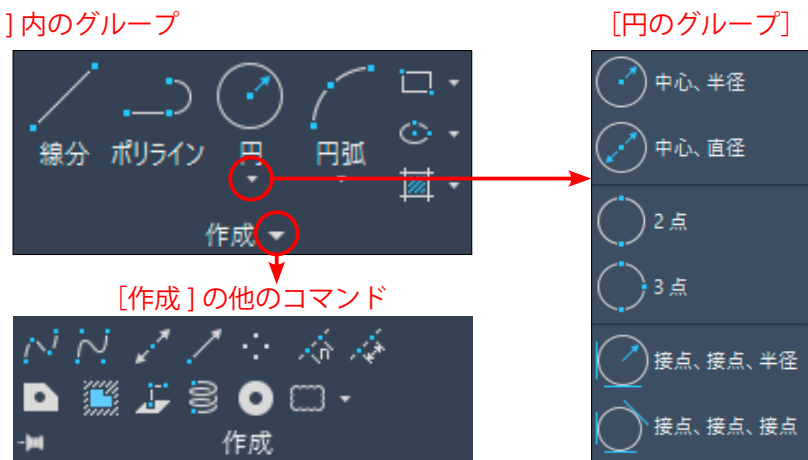 ］内のグループ
［円のグループ］
線分 ポリライン 円 円弧
作成
［作成］の他のコマンド
作成
中心、半径
中心、直径
2 点
3 点
接点、接点、半径
接点、接点、接点